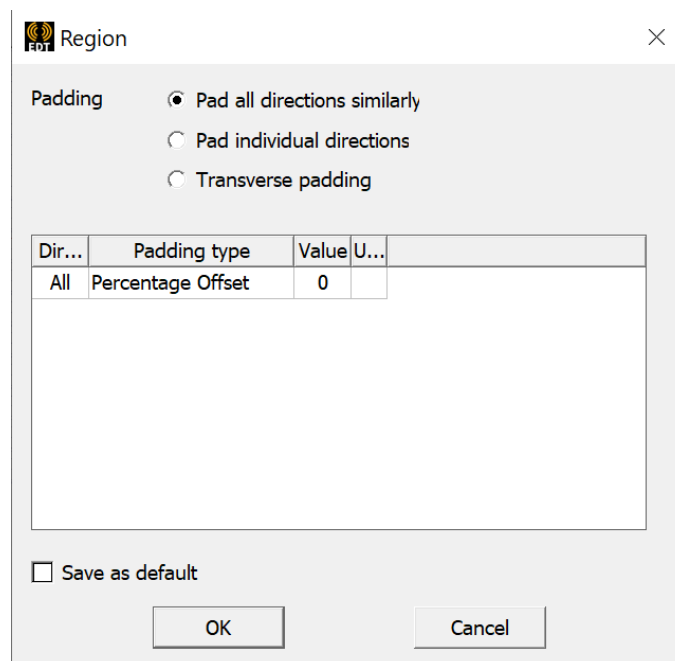 EDT Region
Padding Pad all directions similarly
Pad individual directions
Transverse padding
Dir... Padding type Value U...
All Percentage Offset 0
Save as default
OK Cancel